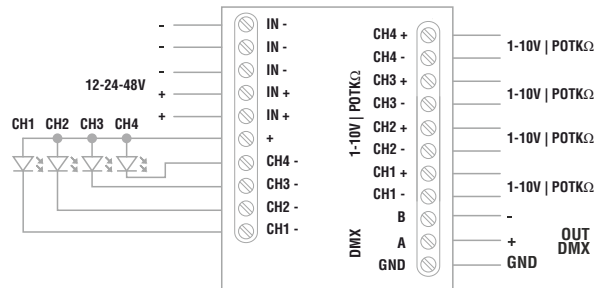 - IN -
- IN -
- IN -
12-24-48V
+ IN +
+ IN +
CH1 CH2 CH3 CH4
+
CH4 -
CH3 -
CH2 -
CH1 -
1-10V | POTKΩ
CH4 +
CH4 -
CH3 +
CH3 -
CH2 +
CH2 -
CH1 +
CH1 -
DMX
B
A
GND
1-10V | POTKΩ
1-10V | POTKΩ
1-10V | POTKΩ
1-10V | POTKΩ
-
+
GND
OUT
DMX